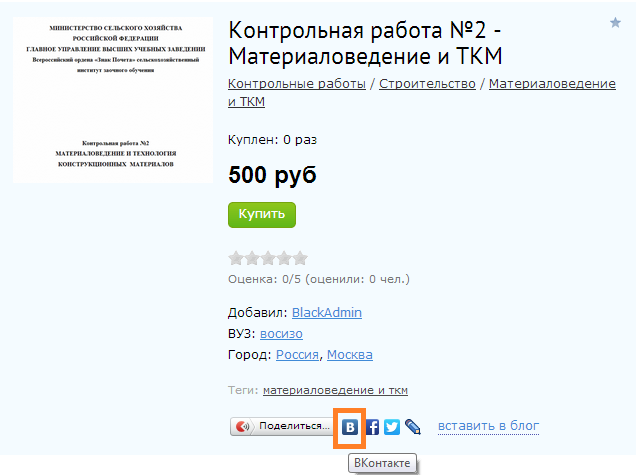 МИНИСТЕРСТВО СЕЛЬСКОГО ХОЗЯЙСТВА
РОССИЙСКОЙ ФЕДЕРАЦИИ
ГЛАВНОЕ УПРАВЛЕНИЕ ВЫСШИХ УЧЕБНЫХ ЗАВЕДЕНИИ
Всероссийский ордена «Знак Почета» сельскохозяйственный
институт заочного обучения
Контрольная работа №2
МАТЕРИАЛОВЕДЕНИЕ И ТЕХНОЛОГИЯ
КОНСТРУКЦИОННЫХ МАТЕРИАЛОВ
Контрольная работа №2 -
Материаловедение и ТКМ
Контрольные работы / Строительство / Материаловедение
и ТКМ
Куплен: 0 раз
500 руб
Купить
Оценка: 0/5 (оценили: 0 чел.)
Добавил: BlackAdmin
ВУЗ: восизо
Город: Россия, Москва
Теги: материаловедение и ткм
Поделиться... В f вставить в блог
ВКонтакте